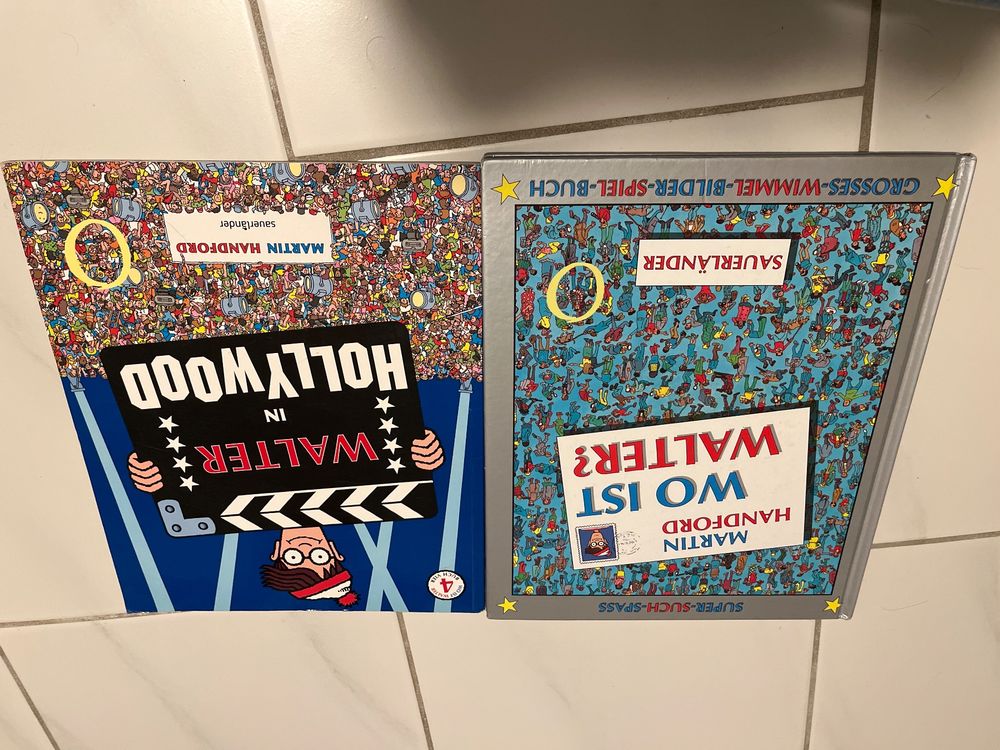 SUPER-SUCH-SPASS
MARTIN
HANDFORD
WO IST
WALTER?
SAUERLÄNDER
GROSSES-WIMMEL-BILDER-SPIEL-BUCH
4
WALTER
IN
HOLLYWOOD
MARTIN HANDFORD
sauerländer